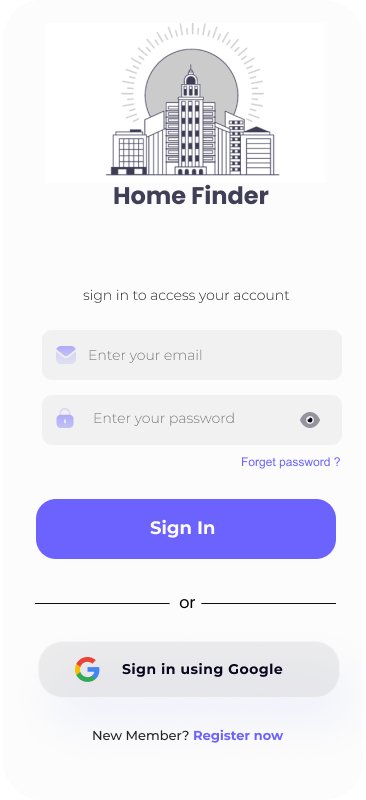 Home Finder
sign in to access your account
Enter your email
Enter your password
Forget password ?
Sign In
or
Sign in using Google
New Member? Register now